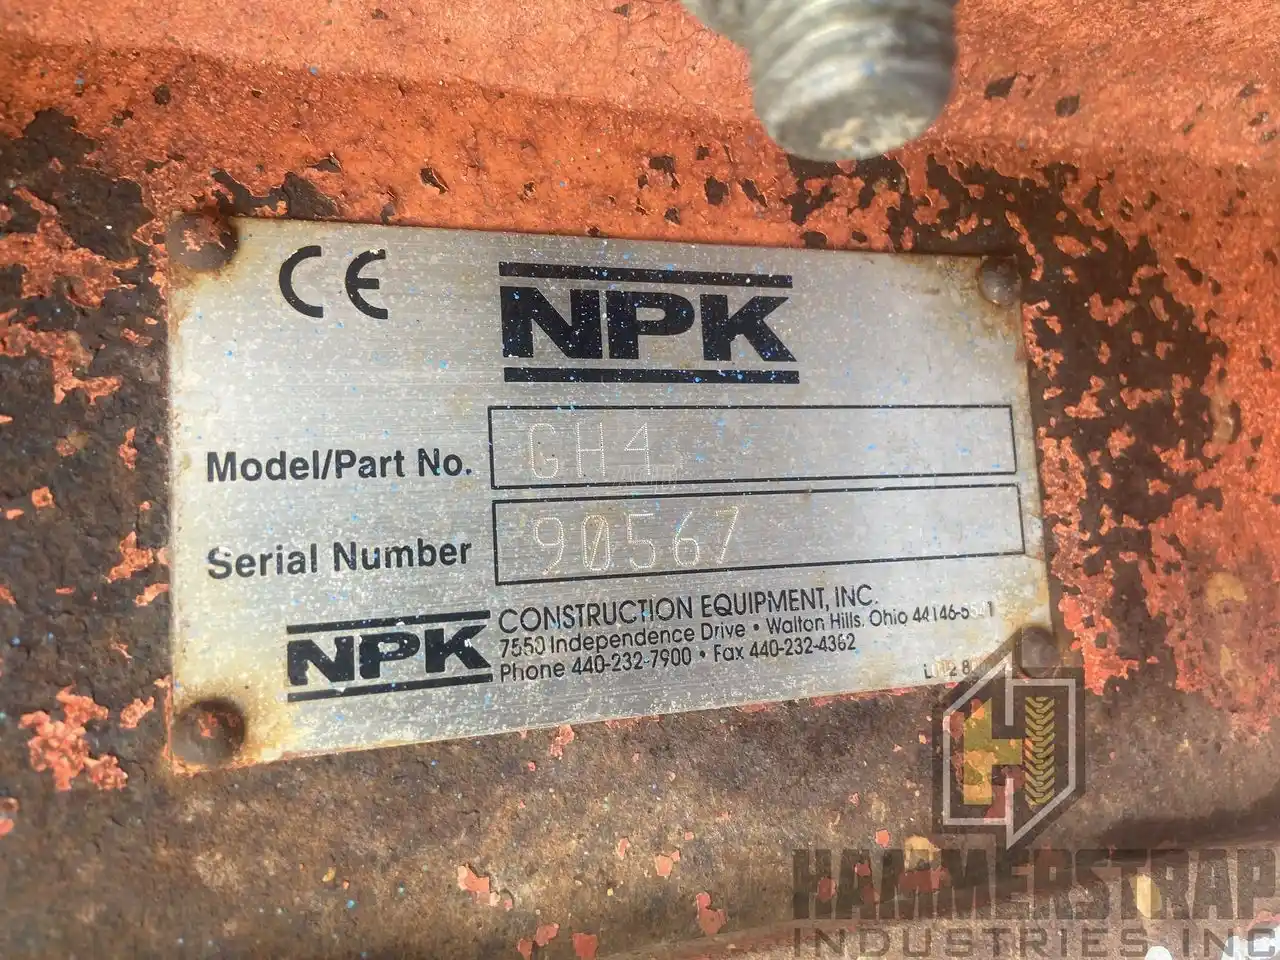 CE
NPK
Model/Part No. GH4
Serial Number 90567
NPK CONSTRUCTION EQUIPMENT, INC.
7550 Independence Drive • Walton Hills, Ohio 44146-
Phone 440-232-7900 • Fax 440-232-4362
HAMMERSTRAP
INDUSTRIES INC